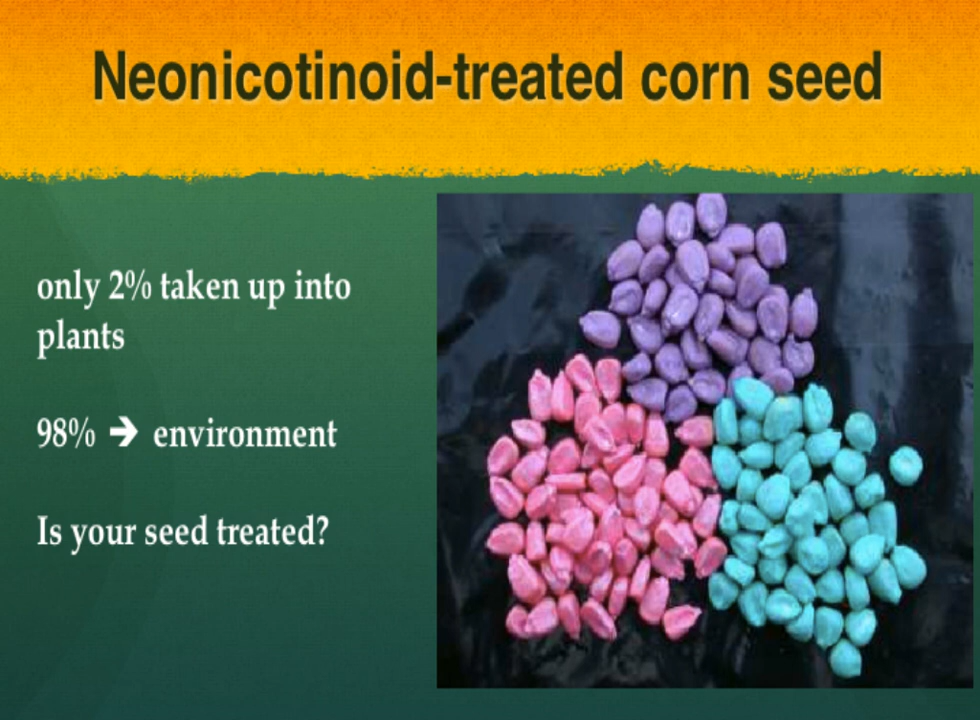 Neonicotinoid-treated corn seed
only 2% taken up into
plants
98% ➔ environment
Is your seed treated?